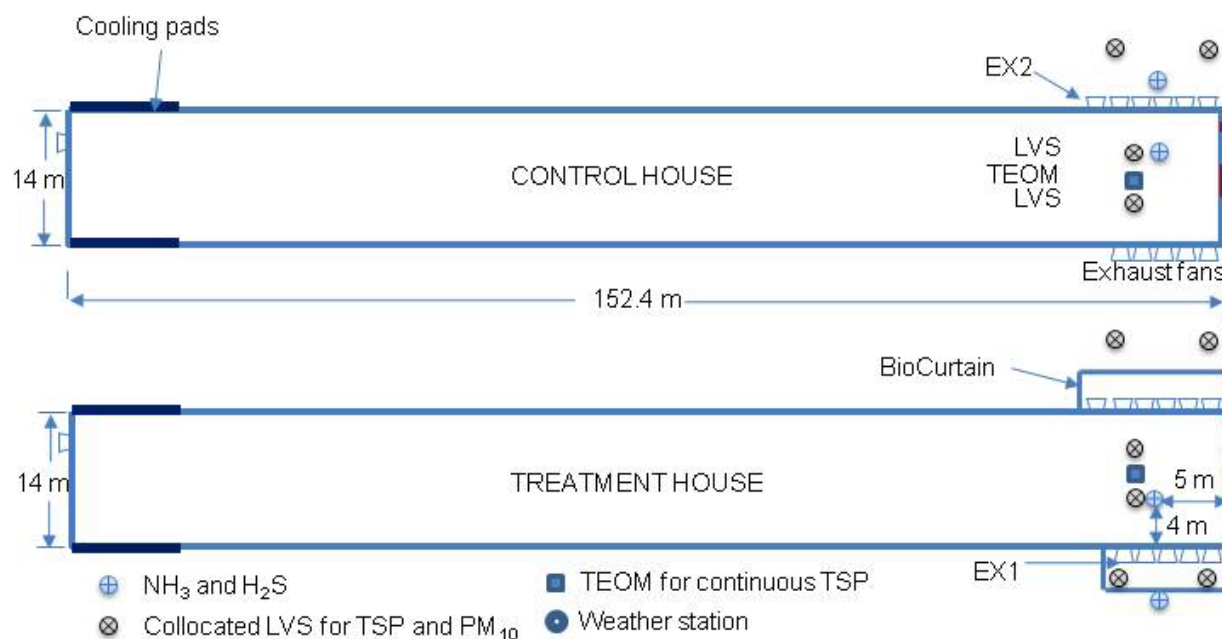 Cooling pads
EX2
14 m
CONTROL HOUSE
LVS
TEOM
LVS
Exhaust fans
152.4 m
BioCurtain
14 m
TREATMENT HOUSE
5 m
4 m
EX1
NH₃ and H₂S
TEOM for continuous TSP
Collocated LVS for TSP and PM₁₀
Weather station